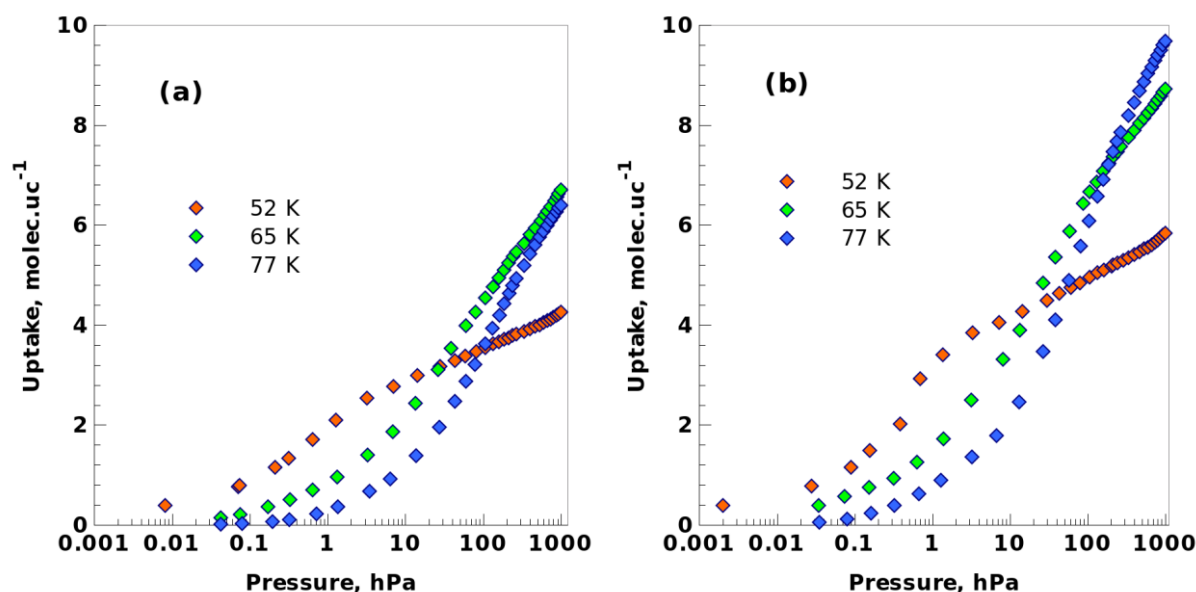 10
8
6
4
2
0
(a)
52 K
65 K
77 K
Uptake, molec.uc-1
0.001 0.01 0.1 1 10 100 1000
Pressure, hPa
10
8
6
4
2
0
(b)
52 K
65 K
77 K
Uptake, molec.uc-1
0.001 0.01 0.1 1 10 100 1000
Pressure, hPa